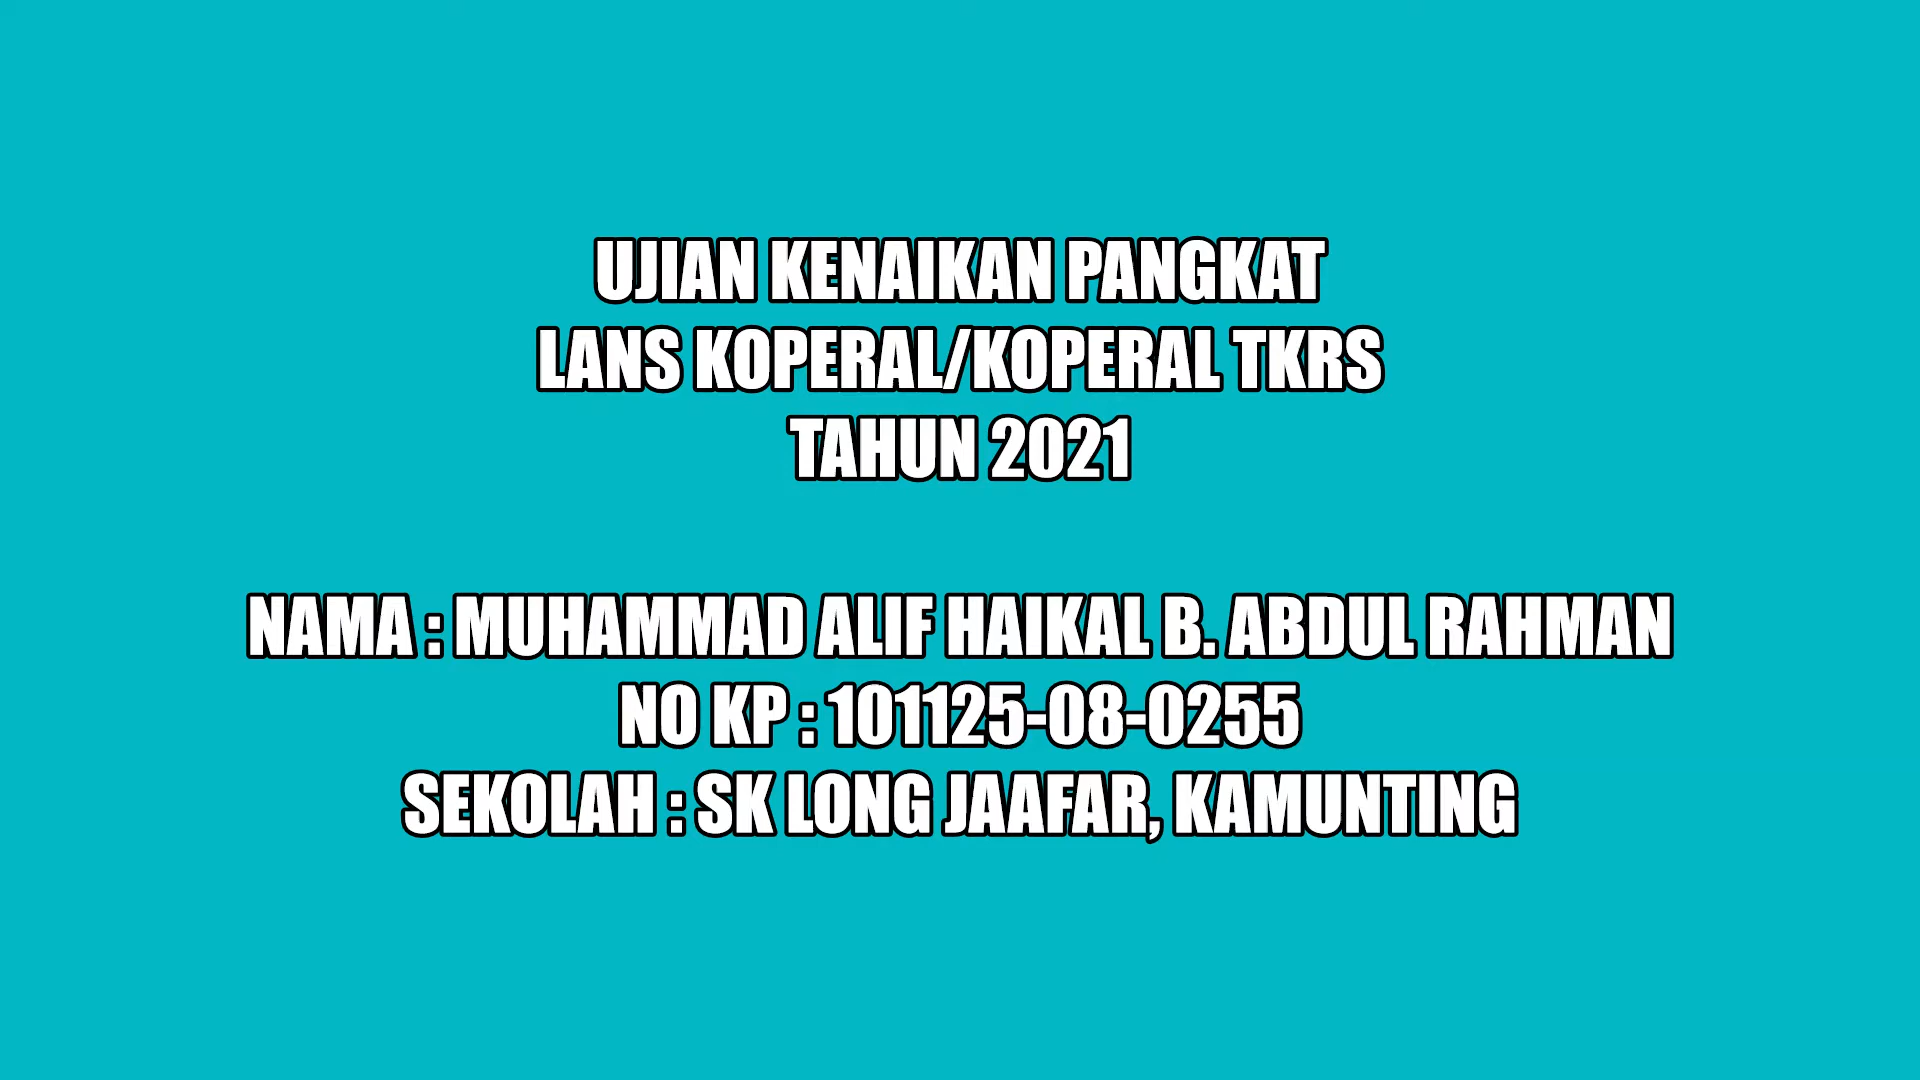 UJIAN KENAIKAN PANGKAT
LANS KOPERAL/KOPERAL TKRS
TAHUN 2021
NAMA : MUHAMMAD ALIF HAIKAL B. ABDUL RAHMAN
NO KP : 101125-08-0255
SEKOLAH : SK LONG JAAFAR, KAMUNTING